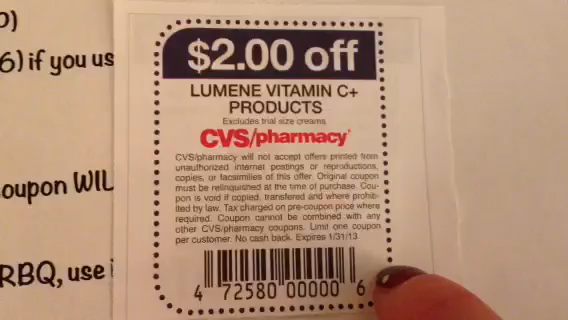 6) if you us
oupon WIL
RBQ, use i
$2.00 off
LUMENE VITAMIN C+
PRODUCTS
Excludes trial size creams
CVS/pharmacy
CVS/pharmacy will not accept offers printed from
unauthorized internet postings or reproductions,
copies, or facsimilies of this offer. Original coupon
must be relinquished at the time of purchase. Cou-
pon is void if copied, transferred and where prohib-
ited by law. Tax charged on pre-coupon price where
required. Coupon cannot be combined with any
other CVS/pharmacy coupons. Limit one coupon
per customer. No cash back. Expires 1/31/13
4 72580 00000 6